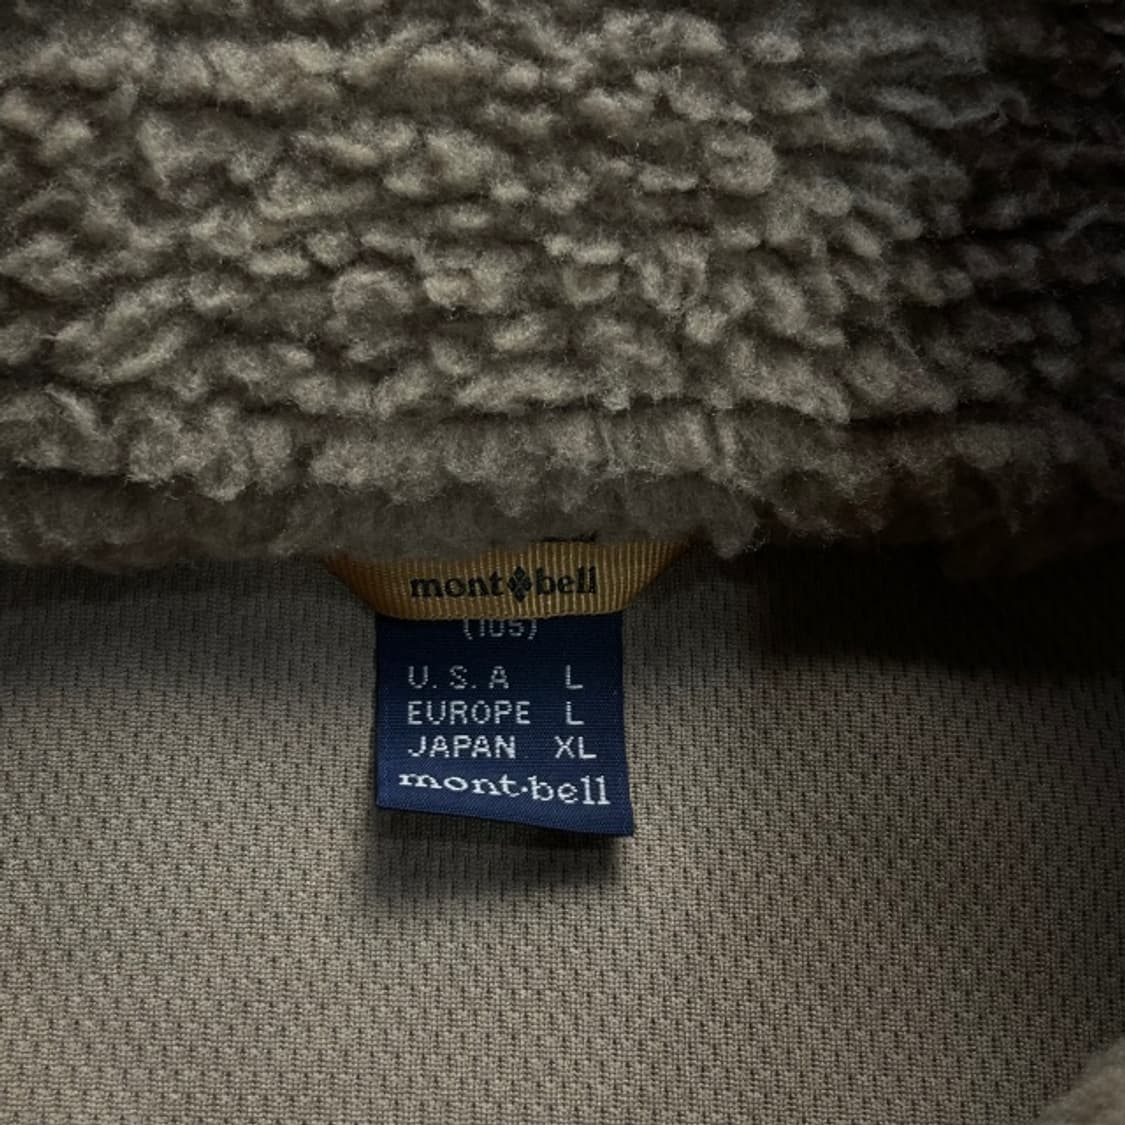 mont bell
(105)
U.S.A L
EUROPE L
JAPAN XL
mont·bell